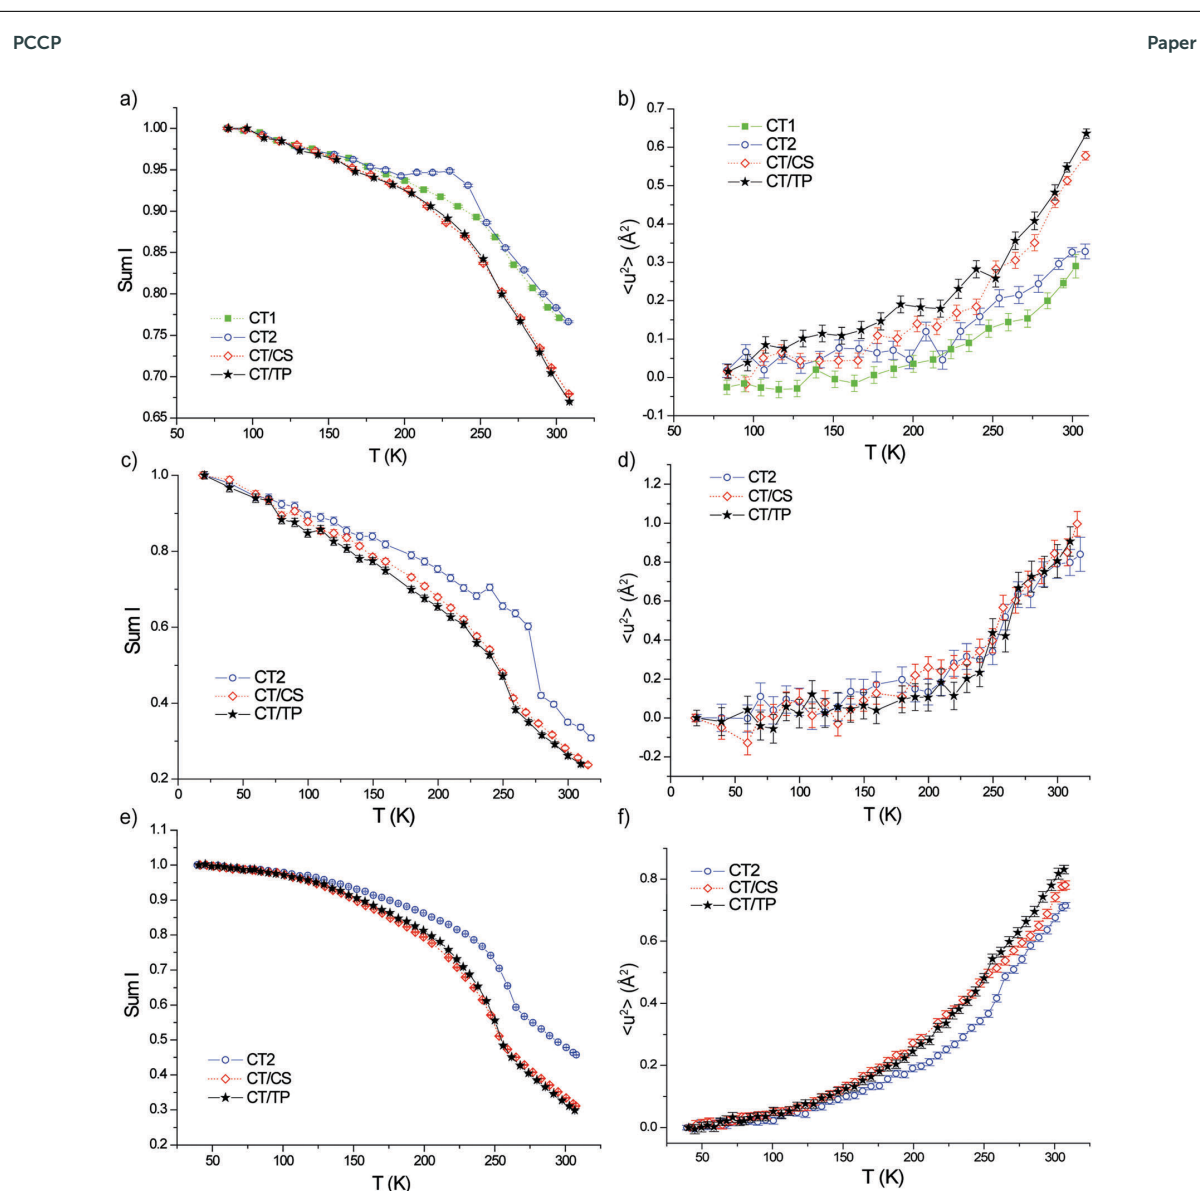 PCCP Paper
a)
1.00
0.95
0.90
0.85
0.80
0.75
0.70
0.65
Sum I
CT1
CT2
CT/CS
CT/TP
50 100 150 200 250 300
T (K)
b)
0.7
0.6
0.5
0.4
0.3
0.2
0.1
0.0
-0.1
<u²> (Å²)
CT1
CT2
CT/CS
CT/TP
50 100 150 200 250 300
T (K)
c)
1.0
0.8
0.6
0.4
0.2
Sum I
CT2
CT/CS
CT/TP
0 50 100 150 200 250 300
T (K)
d)
1.2
1.0
0.8
0.6
0.4
0.2
0.0
-0.2
<u²> (Å²)
CT2
CT/CS
CT/TP
0 50 100 150 200 250 300
T (K)
e)
1.1
1.0
0.9
0.8
0.7
0.6
0.5
0.4
0.3
0.2
Sum I
CT2
CT/CS
CT/TP
50 100 150 200 250 300
T (K)
f)
0.8
0.6
0.4
0.2
0.0
<u²> (Å²)
CT2
CT/CS
CT/TP
50 100 150 200 250 300
T (K)